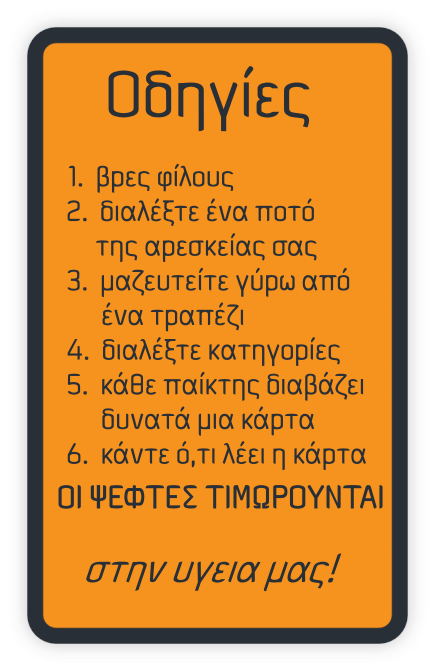 Οδηγίες
1. βρες φίλους
2. διαλέξτε ένα ποτό
της αρεσκείας σας
3. μαζευτείτε γύρω από
ένα τραπέζι
4. διαλέξτε κατηγορίες
5. κάθε παίκτης διαβάζει
δυνατά μια κάρτα
6. κάντε ό,τι λέει η κάρτα
ΟΙ ΨΕΦΤΕΣ ΤΙΜΩΡΟΥΝΤΑΙ
στην υγεια μας!